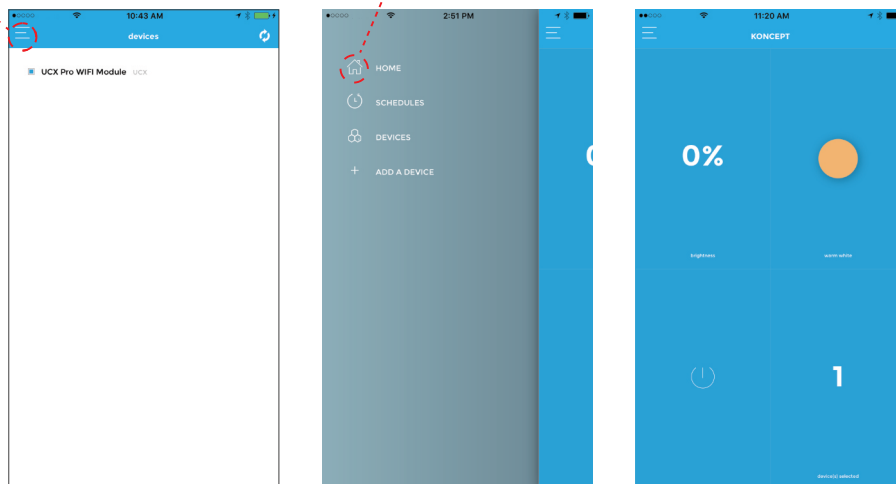 10:43 AM
devices
UCX Pro WIFI Module UCX
2:51 PM
HOME
SCHEDULES
DEVICES
ADD A DEVICE
11:20 AM
KONCEPT
0%
brightness
warm white
1
device(s) selected